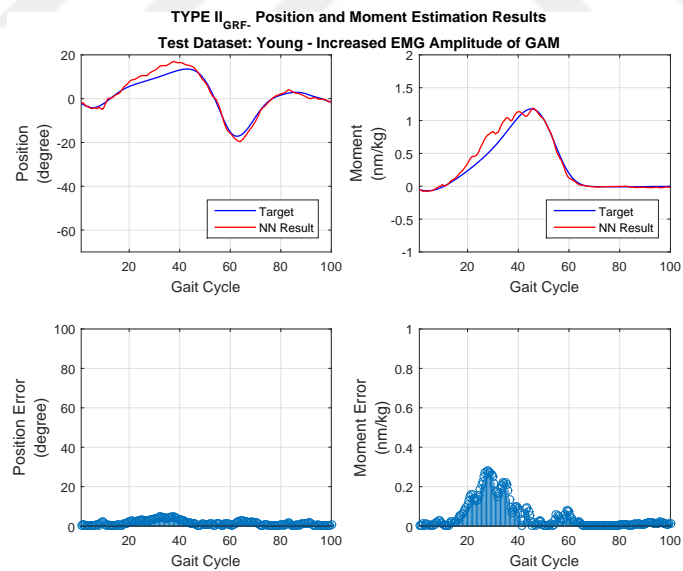 TYPE II_GRF- Position and Moment Estimation Results
Test Dataset: Young - Increased EMG Amplitude of GAM
20
0
-20
-40
-60
Position
(degree)
Target
NN Result
20 40 60 80 100
Gait Cycle
2
1.5
1
0.5
0
-0.5
-1
Moment
(nm/kg)
Target
NN Result
20 40 60 80 100
Gait Cycle
100
80
60
40
20
0
Position Error
(degree)
20 40 60 80 100
Gait Cycle
1
0.8
0.6
0.4
0.2
0
Moment Error
(nm/kg)
20 40 60 80 100
Gait Cycle